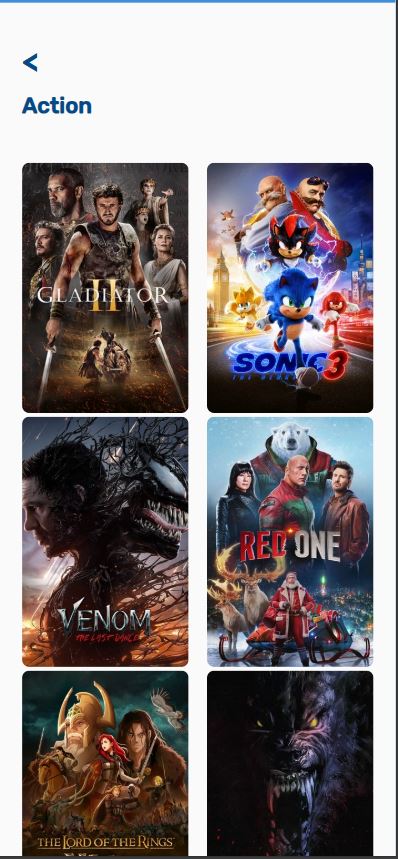 <
Action
GLADIATOR
II
SONIC 3
VENOM
THE LAST DANCE
RED ONE
THE LORD OF THE RINGS